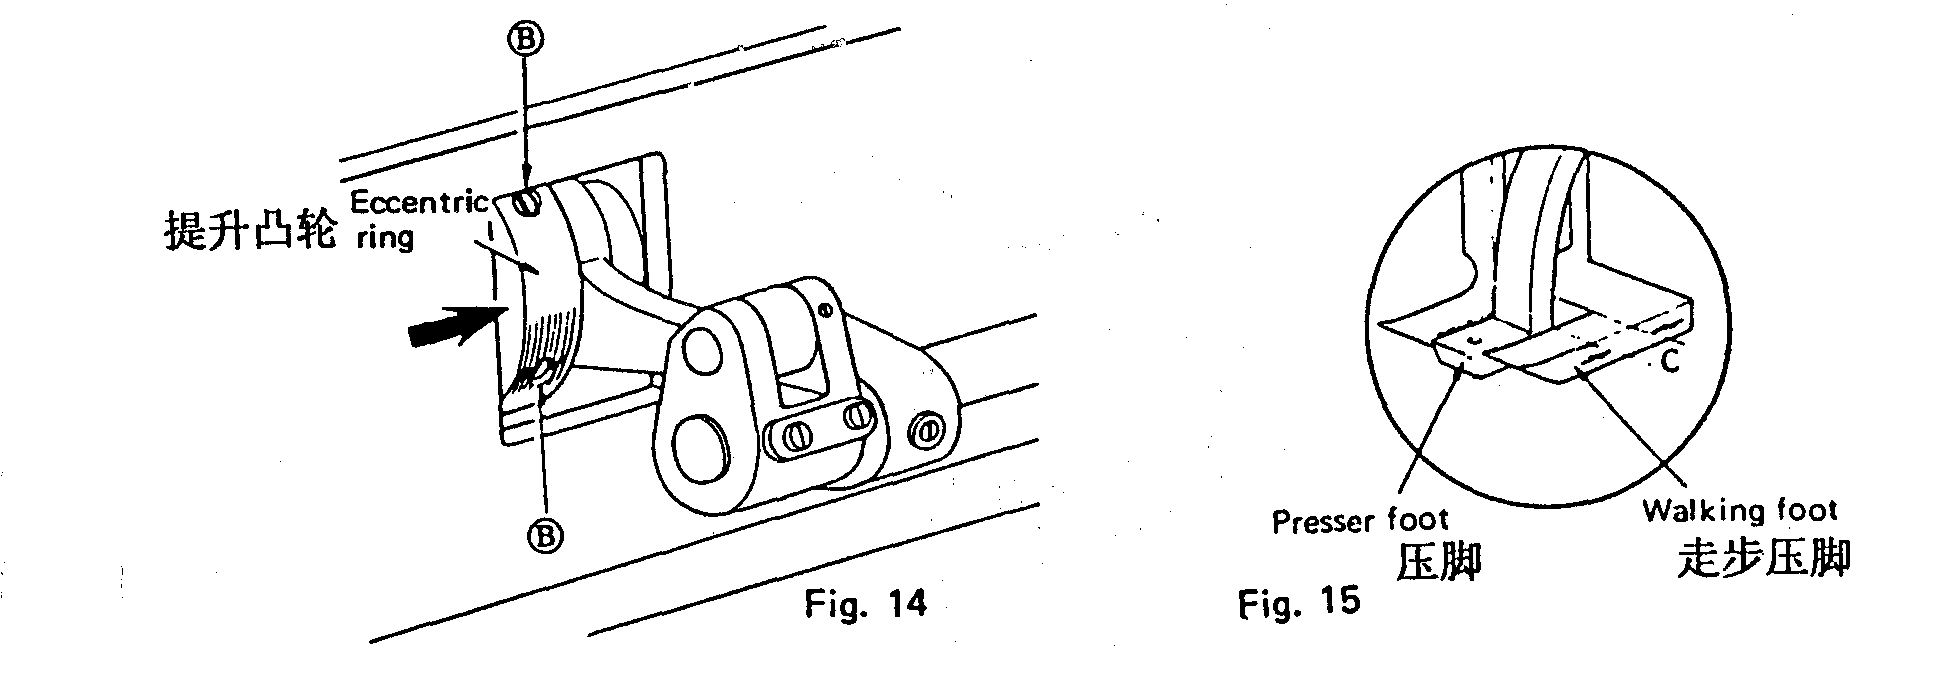 B
Eccentric
提升凸轮 ring
B
Fig. 14
C
Presser foot
压脚
Walking foot
走步压脚
Fig. 15